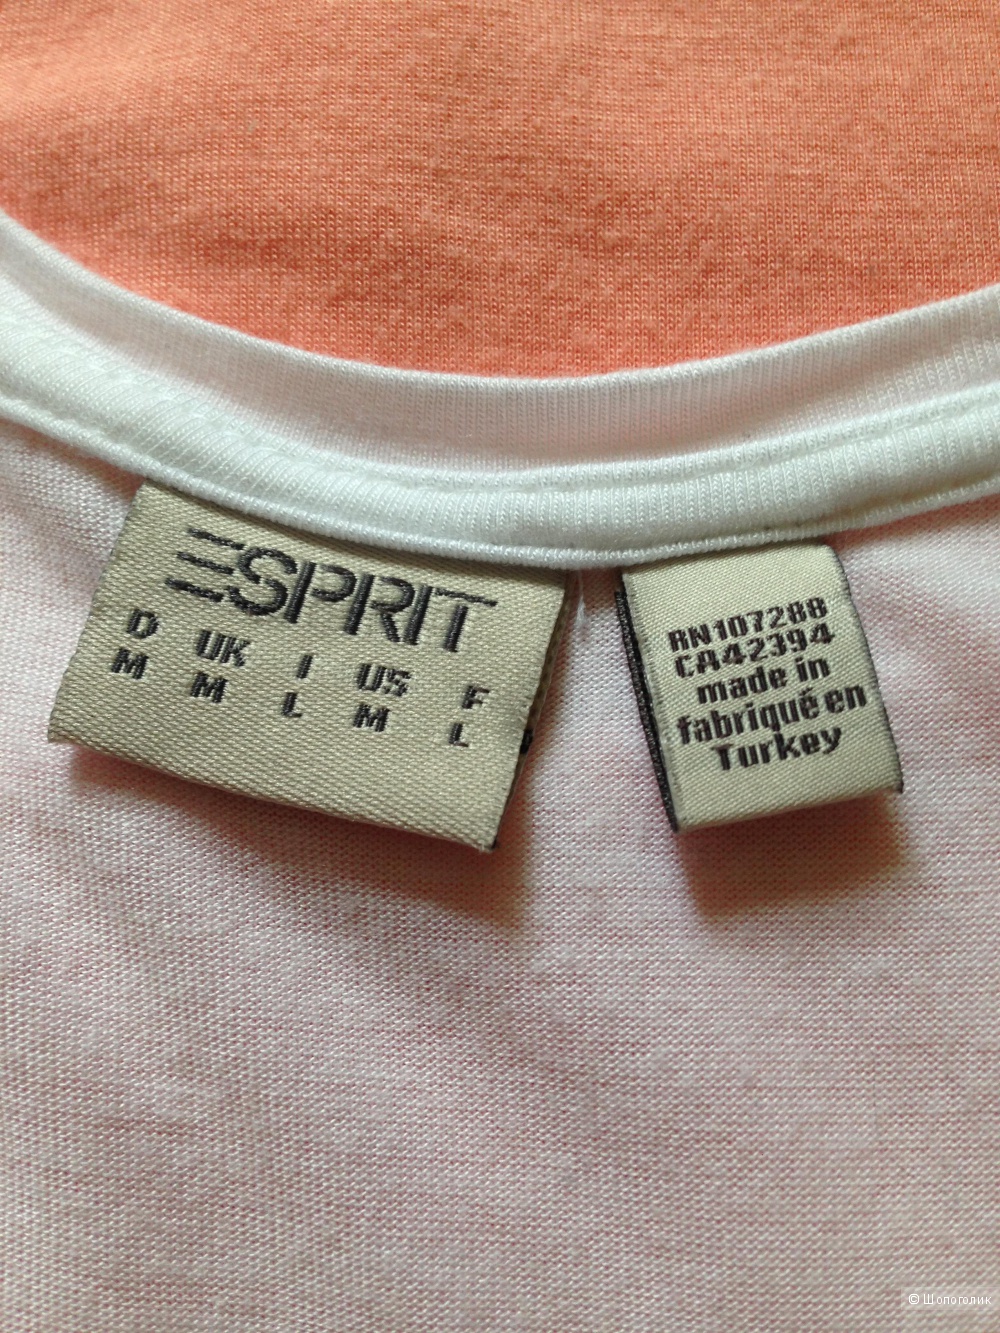 ESPRIT
D UK I US F
M M L M L
RN107288
CA42394
made in
fabriqué en
Turkey
© Шопоголик